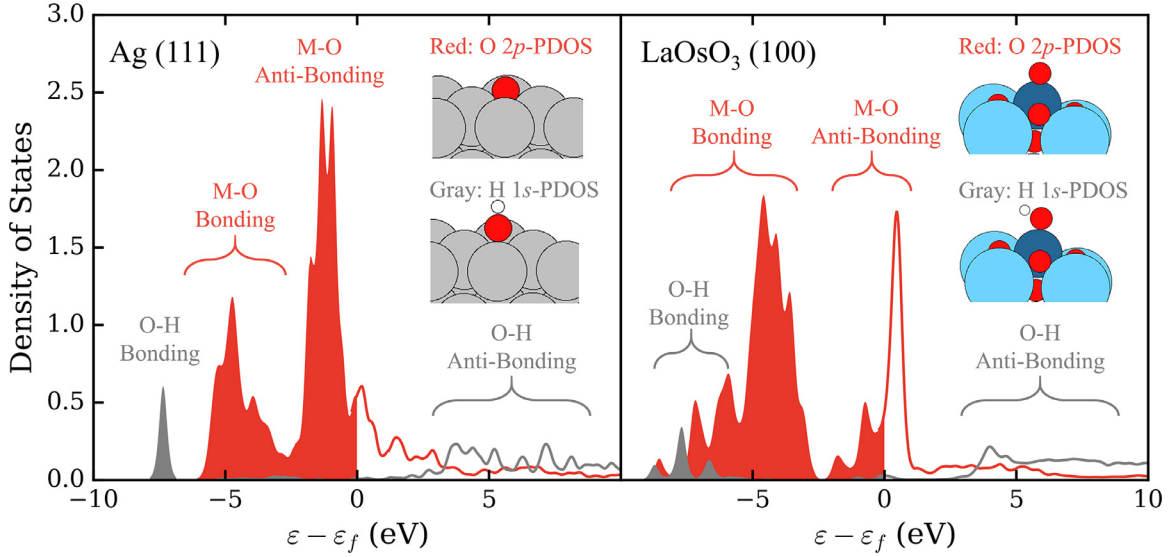 3.0
2.5
2.0
1.5
1.0
0.5
0.0
Density of States
Ag (111)
M-O
Anti-Bonding
Red: O 2p-PDOS
M-O
Bonding
Gray: H 1s-PDOS
O-H
Bonding
O-H
Anti-Bonding
−10
−5
0
5
ε − εf (eV)
LaOsO3 (100)
Red: O 2p-PDOS
M-O
Bonding
M-O
Anti-Bonding
Gray: H 1s-PDOS
O-H
Bonding
O-H
Anti-Bonding
−5
0
5
10
ε − εf (eV)